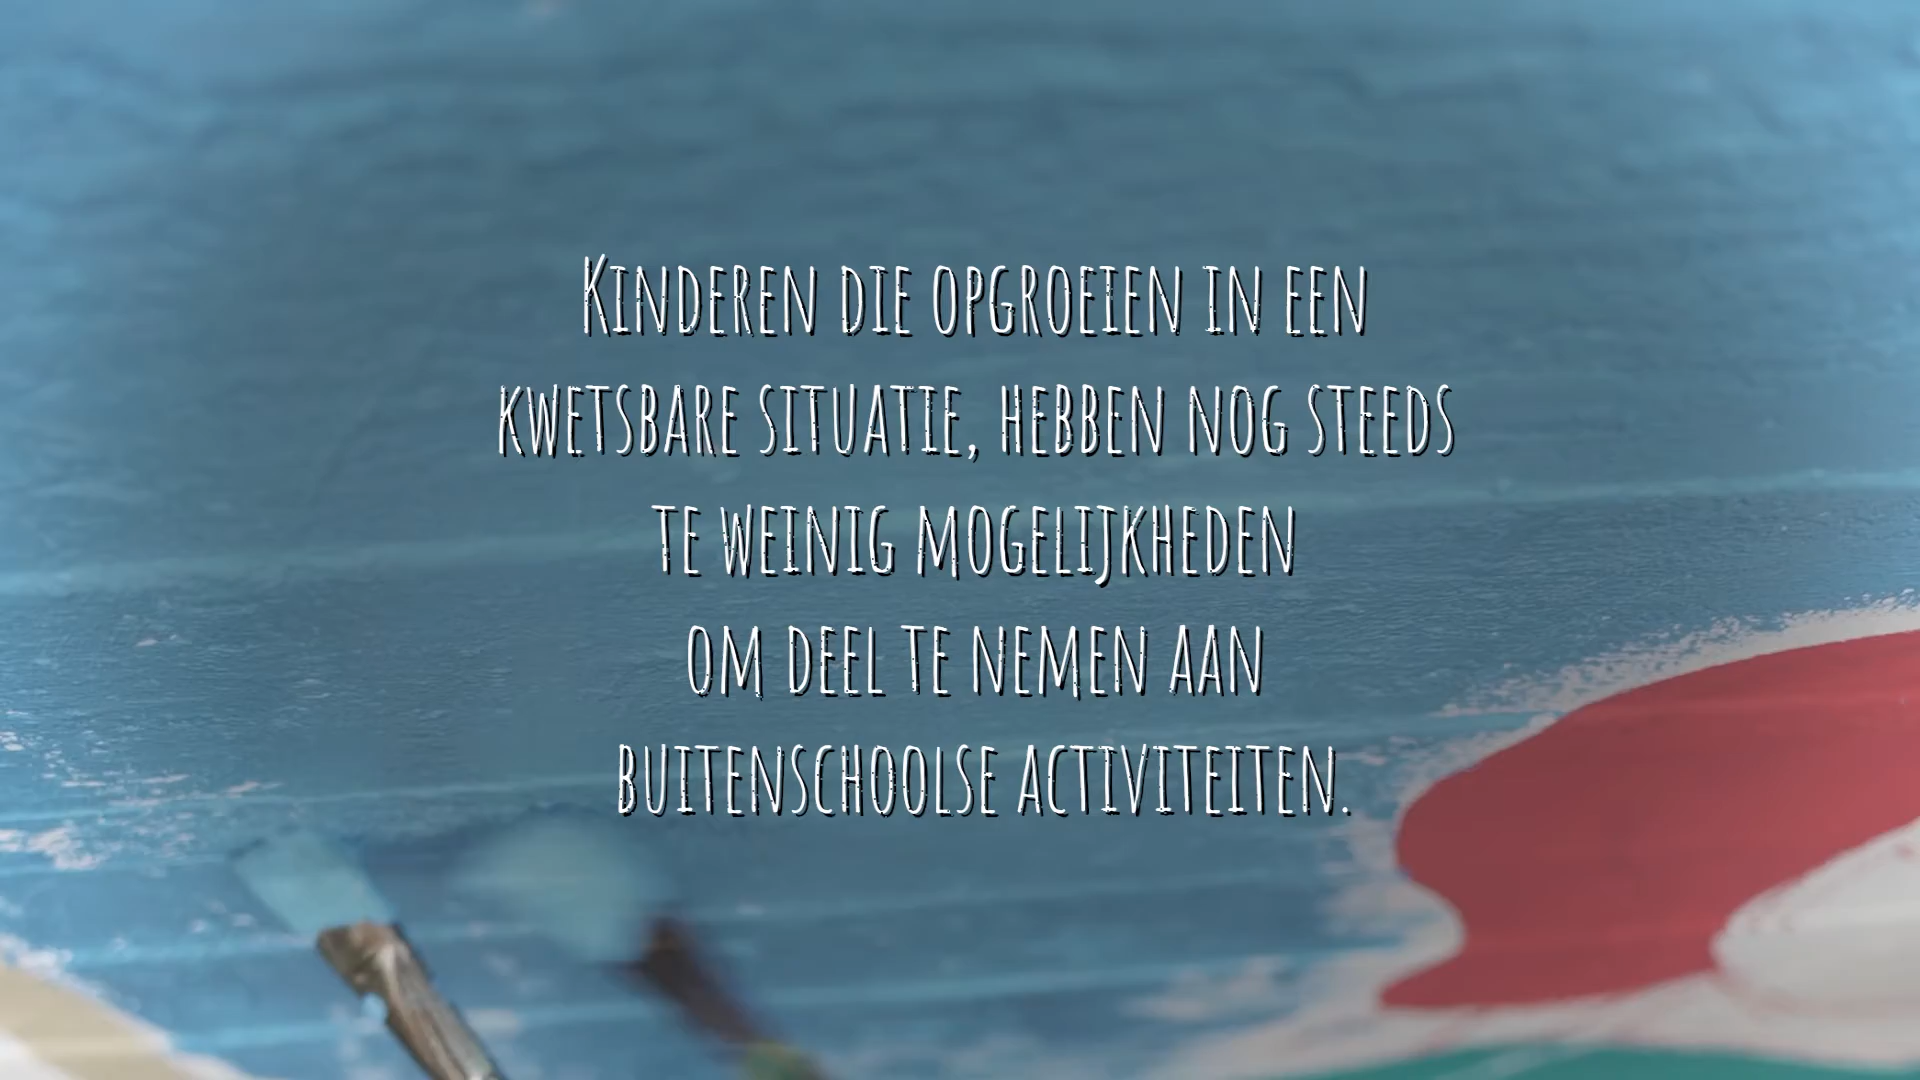 Kinderen die opgroeien in een
kwetsbare situatie, hebben nog steeds
te weinig mogelijkheden
om deel te nemen aan
buitenschoolse activiteiten.